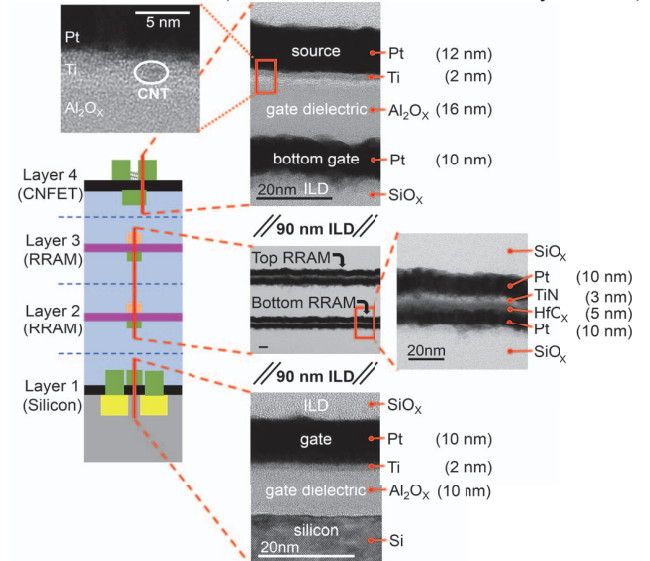 5 nm
Pt
Ti
CNT
Al2OX
source
Pt (12 nm)
Ti (2 nm)
gate dielectric
Al2OX (16 nm)
bottom gate
Pt (10 nm)
20nm
ILD
SiOX
Layer 4
(CNFET)
Layer 3
(RRAM)
Layer 2
(RRAM)
Layer 1
(Silicon)
90 nm ILD
Top RRAM
Bottom RRAM
SiOX
Pt (10 nm)
TiN (3 nm)
HfOX (5 nm)
Pt (10 nm)
20nm
SiOX
90 nm ILD
ILD
SiOX
gate
Pt (10 nm)
Ti (2 nm)
gate dielectric
Al2OX (10 nm)
silicon
Si
20nm